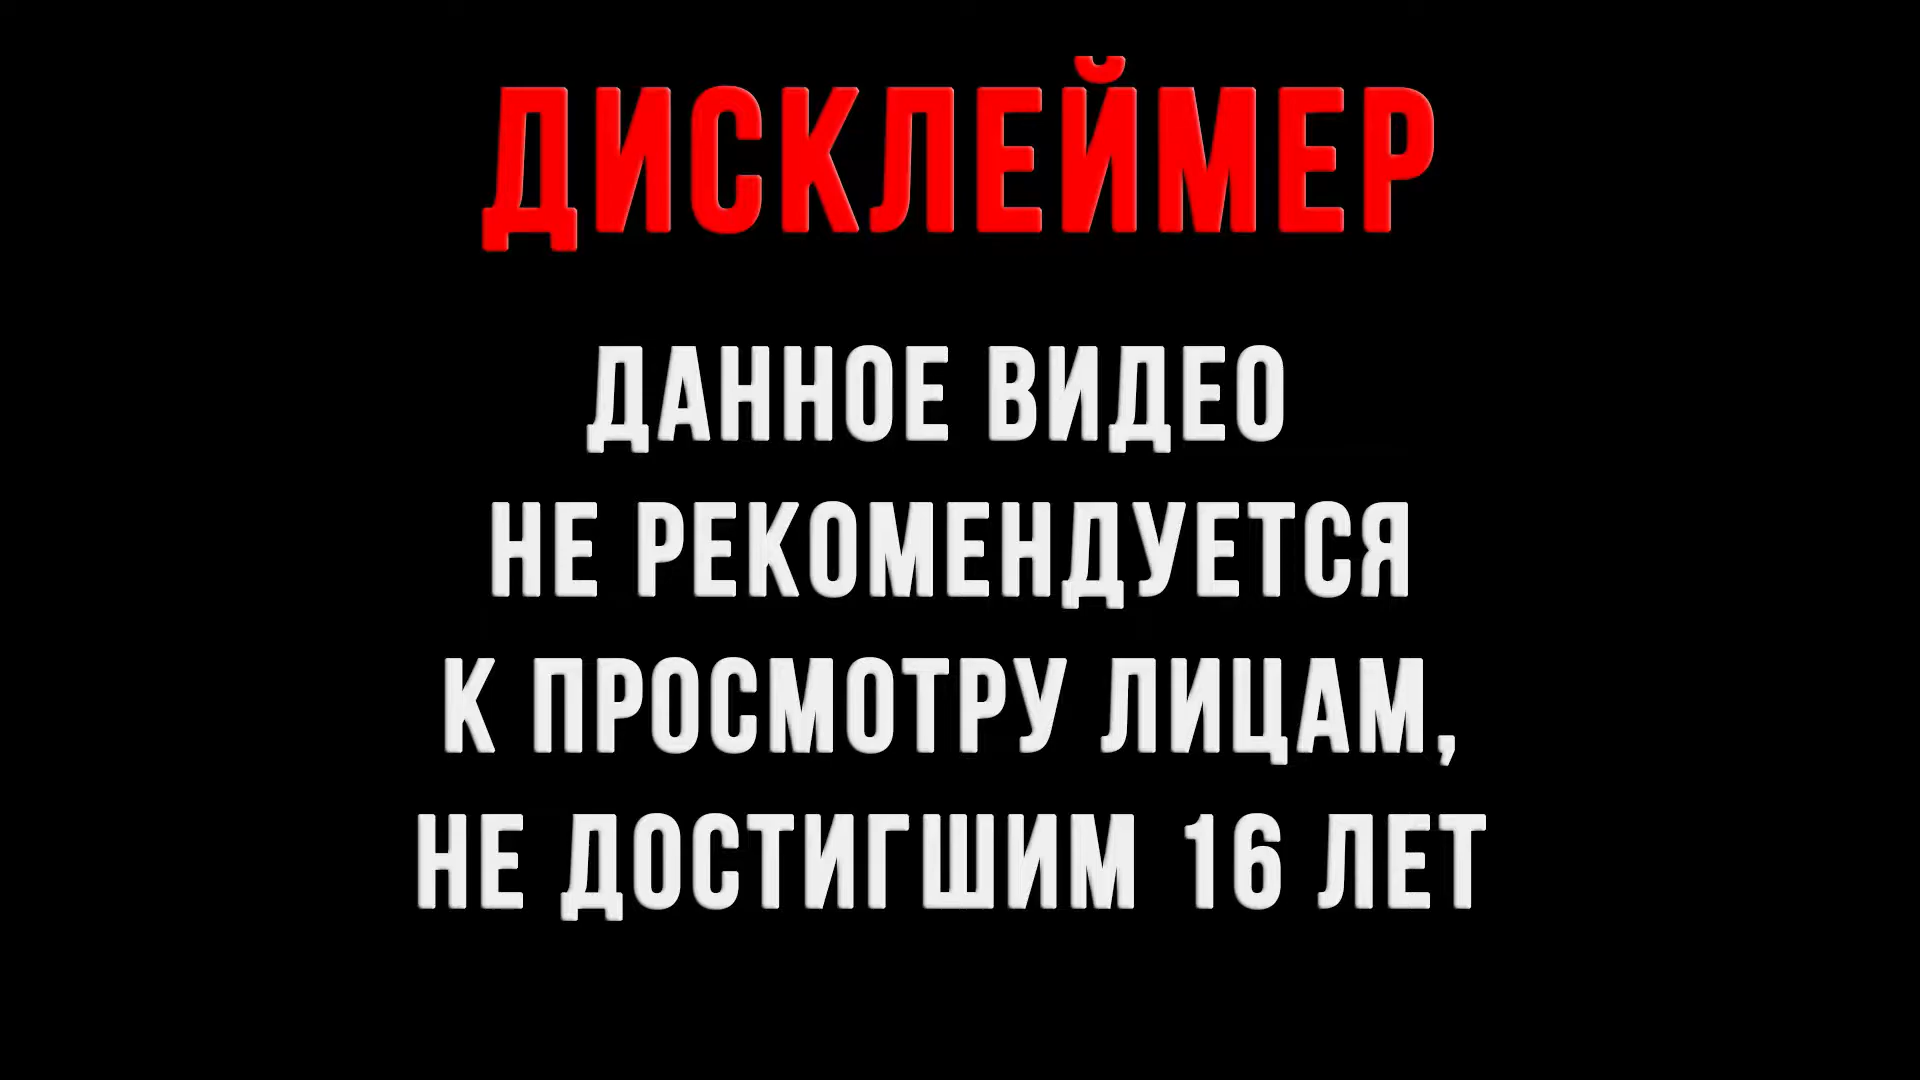 ДИСКЛЕЙМЕР
ДАННОЕ ВИДЕО
НЕ РЕКОМЕНДУЕТСЯ
К ПРОСМОТРУ ЛИЦАМ,
НЕ ДОСТИГШИМ 16 ЛЕТ